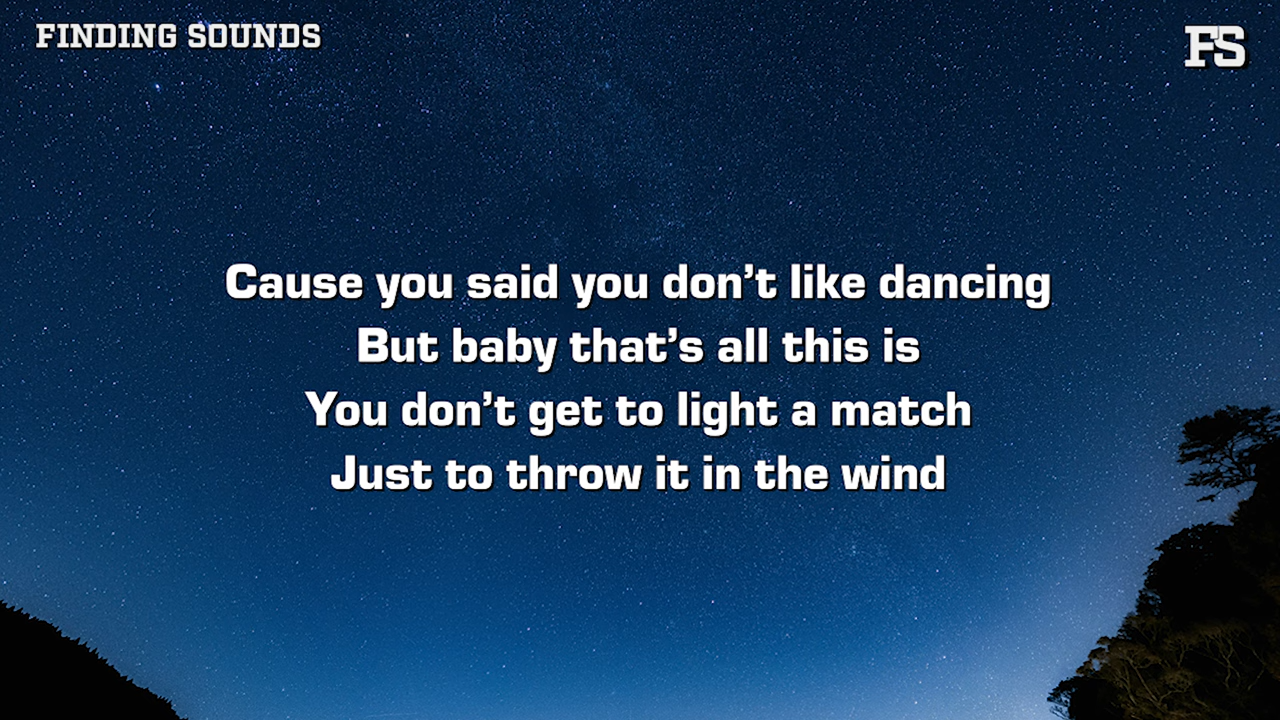 FINDING SOUNDS
FS
Cause you said you don’t like dancing
But baby that’s all this is
You don’t get to light a match
Just to throw it in the wind